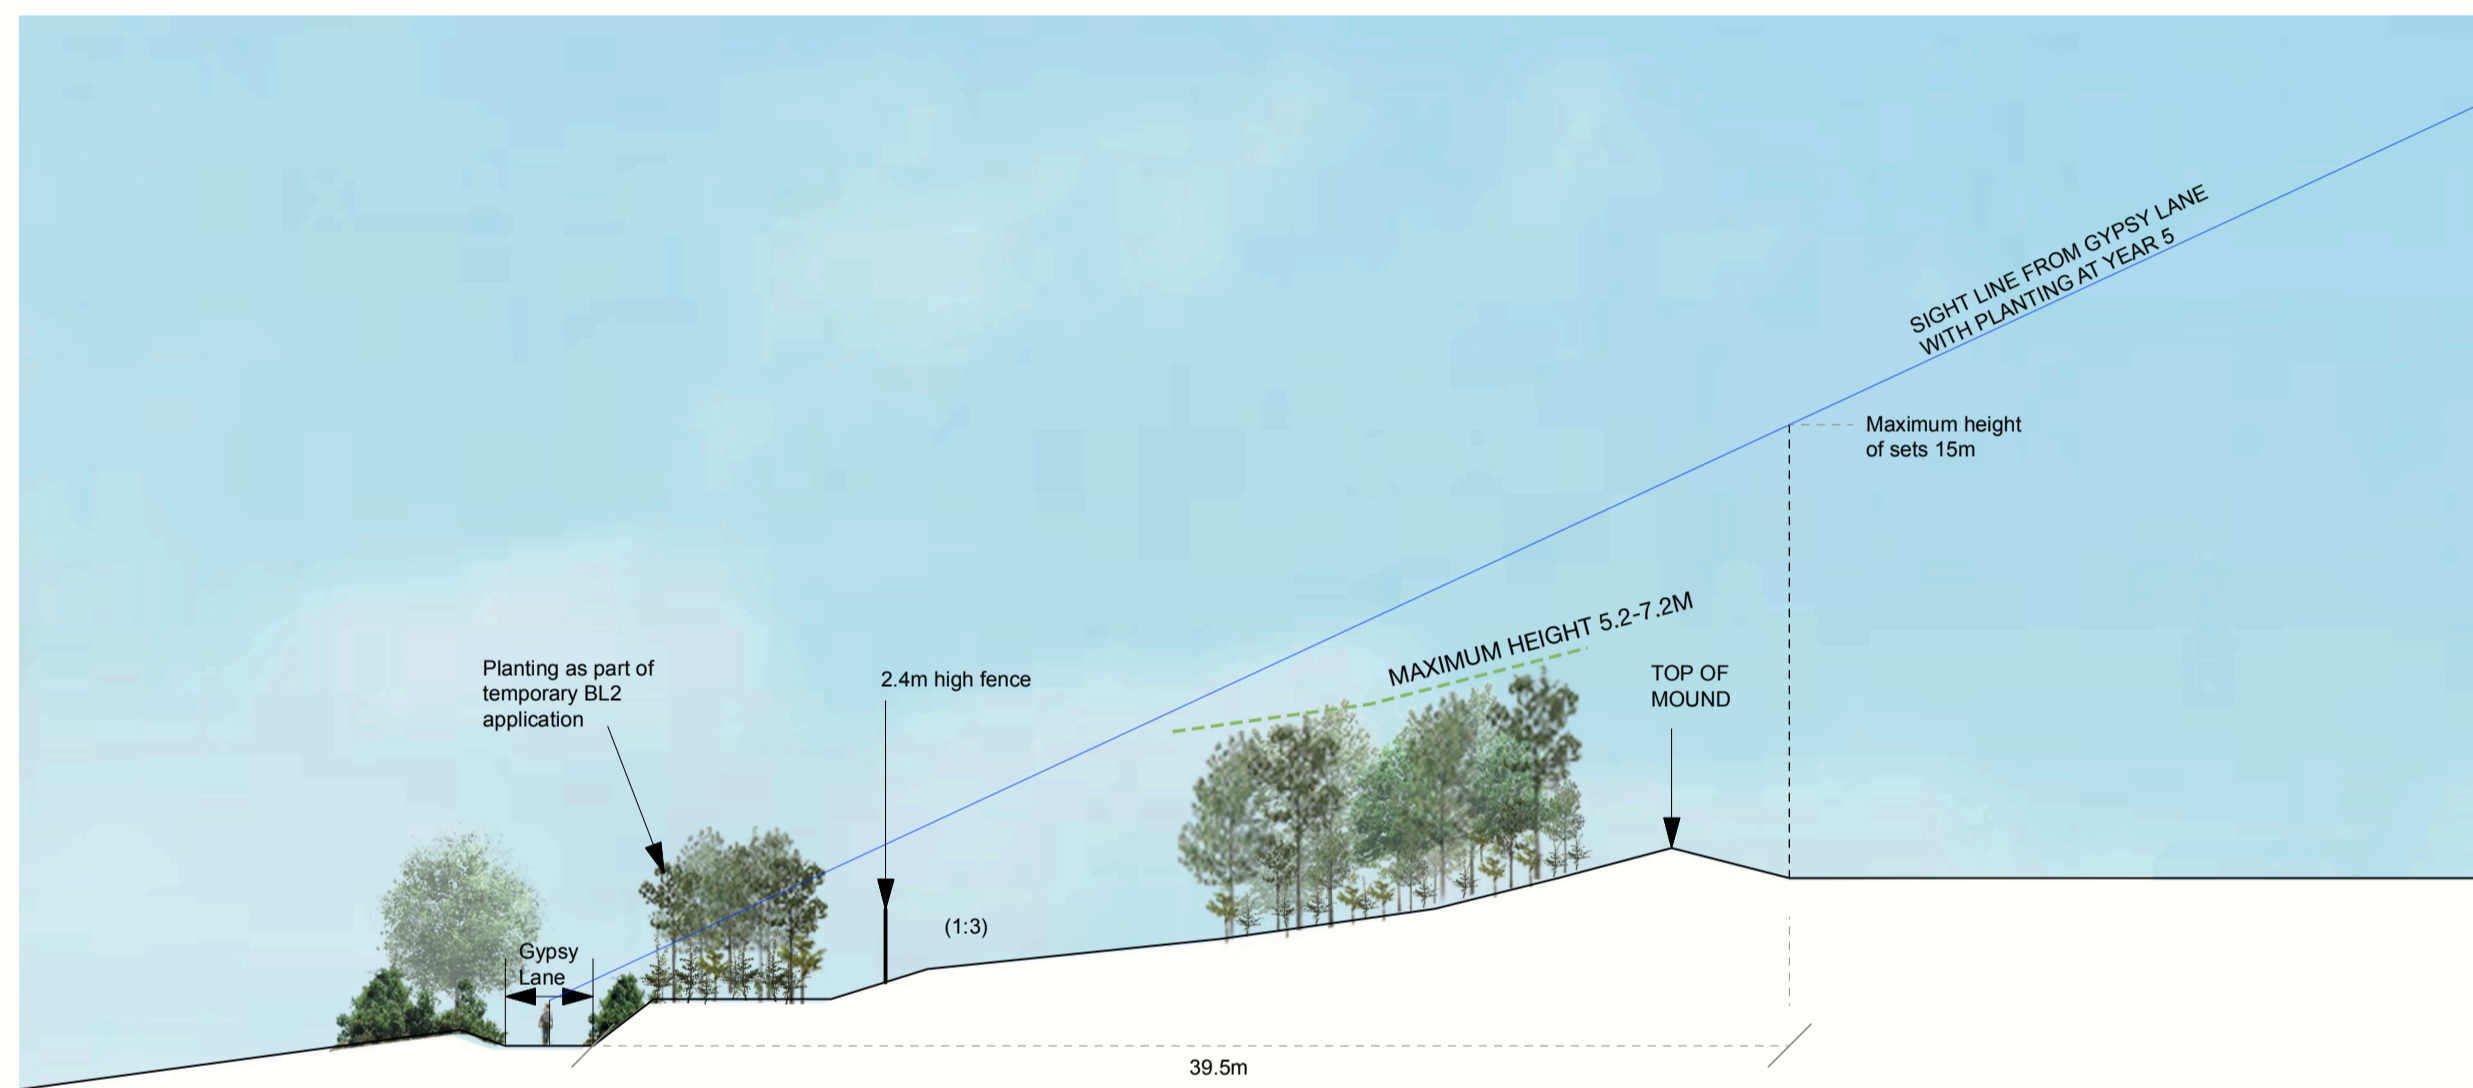 SIGHT LINE FROM GYPSY LANE
WITH PLANTING AT YEAR 5
Maximum height
of sets 15m
MAXIMUM HEIGHT 5.2-7.2M
Planting as part of
temporary BL2
application
2.4m high fence
TOP OF
MOUND
(1:3)
Gypsy
Lane
39.5m